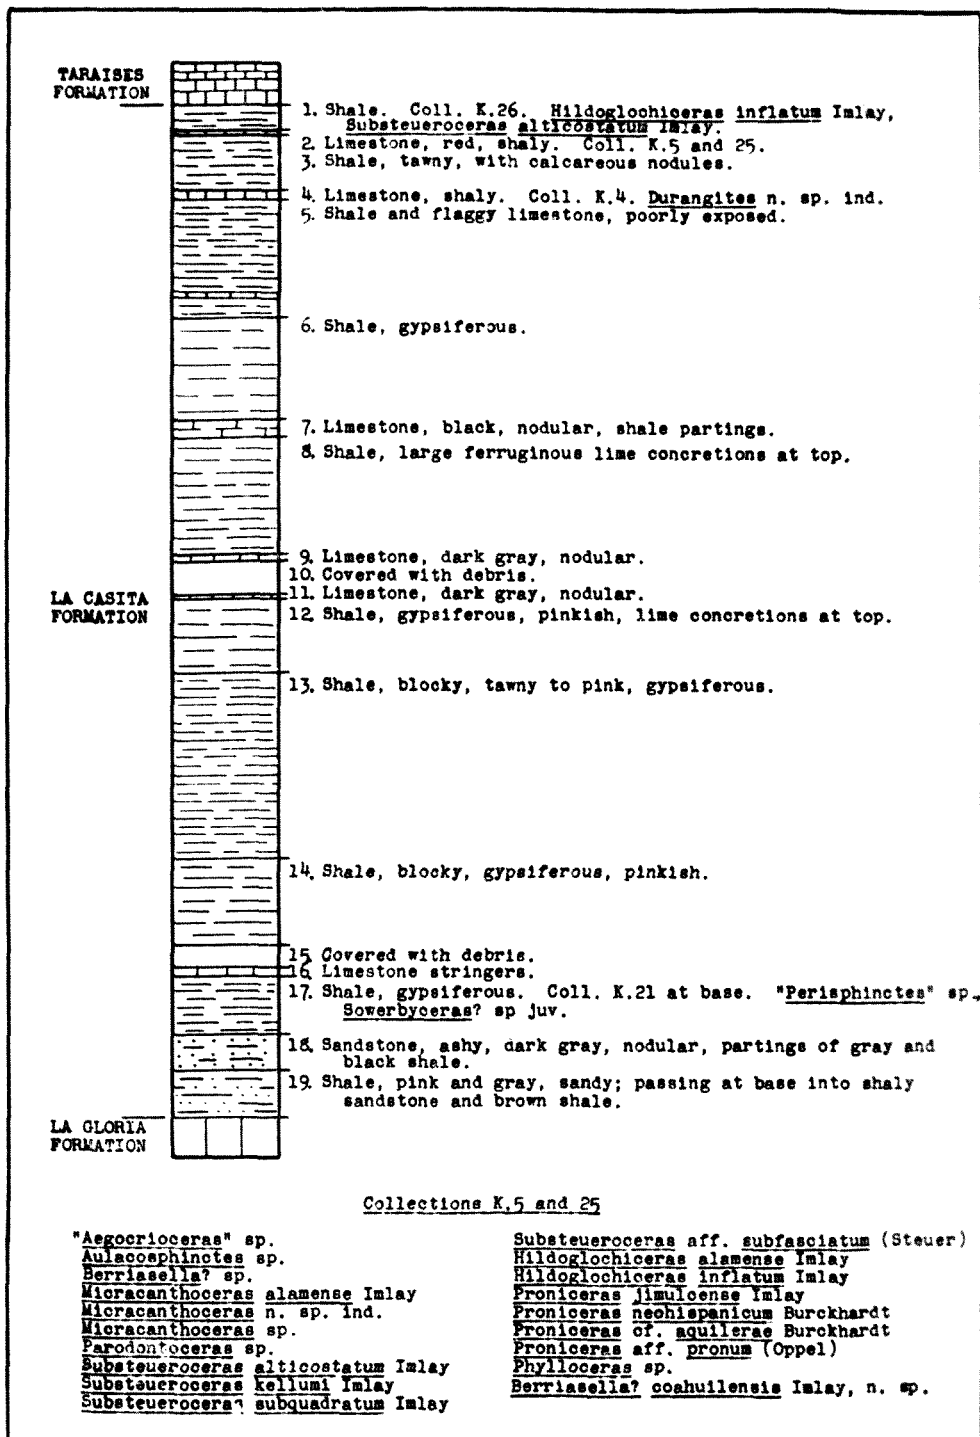 TARAISES
FORMATION
1. Shale. Coll. K.26. Hildoglochiceras inflatum Imlay,
Substeueroceras alticostatum Imlay.
2. Limestone, red, shaly. Coll. K.5 and 25.
3. Shale, tawny, with calcareous nodules.
4. Limestone, shaly. Coll. K.4. Durangites n. sp. ind.
5. Shale and flaggy limestone, poorly exposed.
6. Shale, gypsiferous.
7. Limestone, black, nodular, shale partings.
8. Shale, large ferruginous lime concretions at top.
9. Limestone, dark gray, nodular.
10. Covered with debris.
LA CASITA
FORMATION
11. Limestone, dark gray, nodular.
12. Shale, gypsiferous, pinkish, lime concretions at top.
13. Shale, blocky, tawny to pink, gypsiferous.
14. Shale, blocky, gypsiferous, pinkish.
15. Covered with debris.
16. Limestone stringers.
17. Shale, gypsiferous. Coll. K.21 at base. "Perisphinctes" sp.,
Sowerbyceras? sp juv.
18. Sandstone, ashy, dark gray, nodular, partings of gray and
black shale.
19. Shale, pink and gray, sandy; passing at base into shaly
sandstone and brown shale.
LA GLORIA
FORMATION
Collections K.5 and 25
"Aegocrioceras" sp.
Aulacosphinctes sp.
Berriasella? sp.
Micracanthoceras alamense Imlay
Micracanthoceras n. sp. ind.
Micracanthoceras sp.
Parodontoceras sp.
Substeueroceras alticostatum Imlay
Substeueroceras kellumi Imlay
Substeueroceras subquadratum Imlay
Substeueroceras aff. subfasciatum (Steuer)
Hildoglochiceras alamense Imlay
Hildoglochiceras inflatum Imlay
Proniceras jimulcense Imlay
Proniceras neohispanicum Burckhardt
Proniceras cf. aquilerae Burckhardt
Proniceras aff. pronum (Oppel)
Phylloceras sp.
Berriasella? coahuilensis Imlay, n. sp.